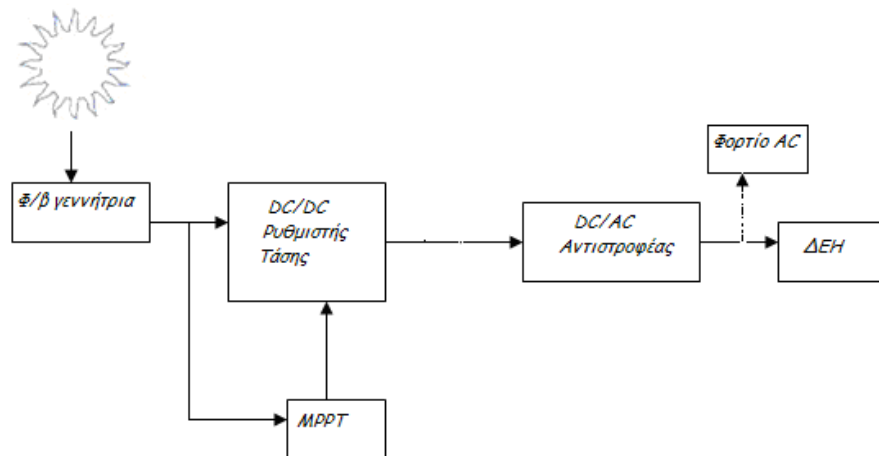 Φορτίο AC
Φ/β γεννήτρια
DC/DC
Ρυθμιστής
Τάσης
DC/AC
Αντιστροφέας
ΔΕΗ
MPPT